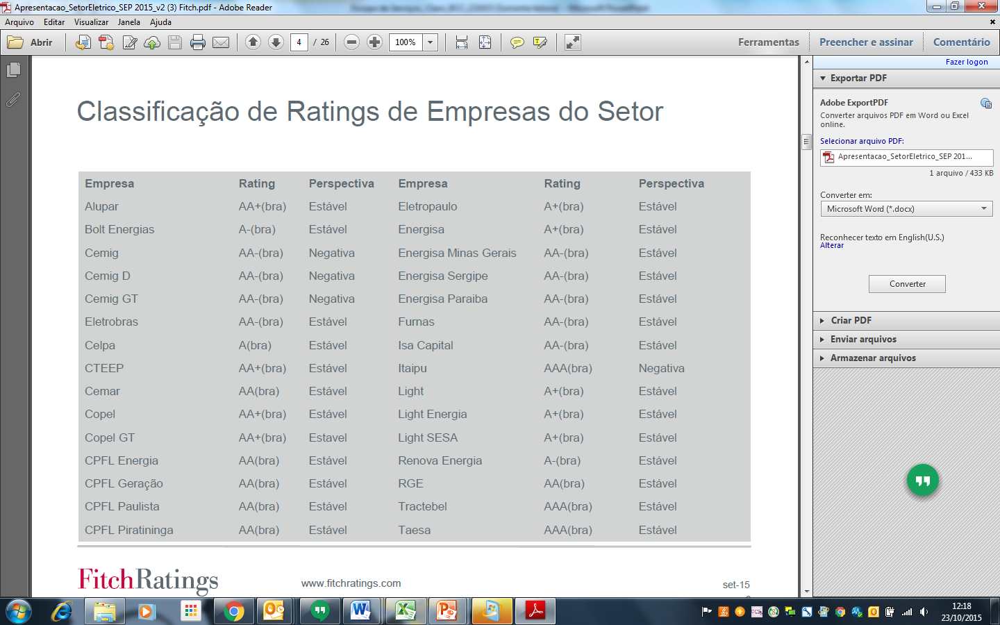 Apresentacao_SetorEletrico_SEP 2015_v2 (3) Fitch.pdf - Adobe Reader
Arquivo Editar Visualizar Janela Ajuda
Abrir 4 / 26 100% Ferramentas Preencher e assinar Comentário
Fazer logon
Exportar PDF
Adobe ExportPDF
Converter arquivos PDF em Word ou Excel
online.
Selecionar arquivo PDF:
Apresentacao_SetorEletrico_SEP 201...
1 arquivo / 433 KB
Converter em:
Microsoft Word (*.docx)
Reconhecer texto em English(U.S.)
Alterar
Converter
Criar PDF
Enviar arquivos
Armazenar arquivos
Classificação de Ratings de Empresas do Setor
Empresa Rating Perspectiva Empresa Rating Perspectiva
Alupar AA+(bra) Estável Eletropaulo A+(bra) Estável
Bolt Energias A-(bra) Estável Energisa A+(bra) Estável
Cemig AA-(bra) Negativa Energisa Minas Gerais AA-(bra) Estável
Cemig D AA-(bra) Negativa Energisa Sergipe AA-(bra) Estável
Cemig GT AA-(bra) Negativa Energisa Paraiba AA-(bra) Estável
Eletrobras AA-(bra) Estável Furnas AA-(bra) Estável
Celpa A(bra) Estável Isa Capital AA-(bra) Estável
CTEEP AA+(bra) Estável Itaipu AAA(bra) Negativa
Cemar AA(bra) Estável Light A+(bra) Estável
Copel AA+(bra) Estável Light Energia A+(bra) Estável
Copel GT AA+(bra) Estavel Light SESA A+(bra) Estável
CPFL Energia AA(bra) Estável Renova Energia A-(bra) Estável
CPFL Geração AA(bra) Estável RGE AA(bra) Estável
CPFL Paulista AA(bra) Estável Tractebel AAA(bra) Estável
CPFL Piratininga AA(bra) Estável Taesa AAA(bra) Estável
FitchRatings www.fitchratings.com set-15
12:18
23/10/2015